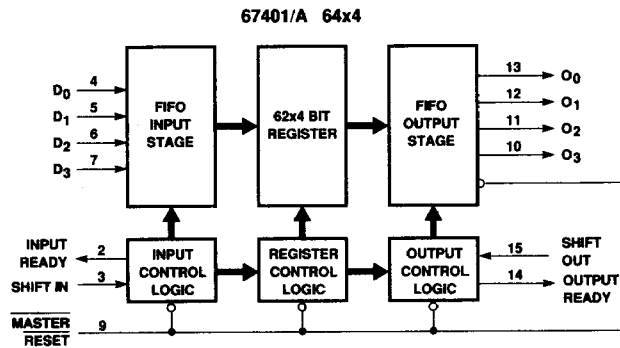 67401/A 64x4
D0 4
D1 5
D2 6
D3 7
FIFO
INPUT
STAGE
62x4 BIT
REGISTER
FIFO
OUTPUT
STAGE
13 O0
12 O1
11 O2
10 O3
INPUT
READY
2
SHIFT IN 3
INPUT
CONTROL
LOGIC
REGISTER
CONTROL
LOGIC
OUTPUT
CONTROL
LOGIC
15 SHIFT
OUT
14 OUTPUT
READY
MASTER
RESET
9